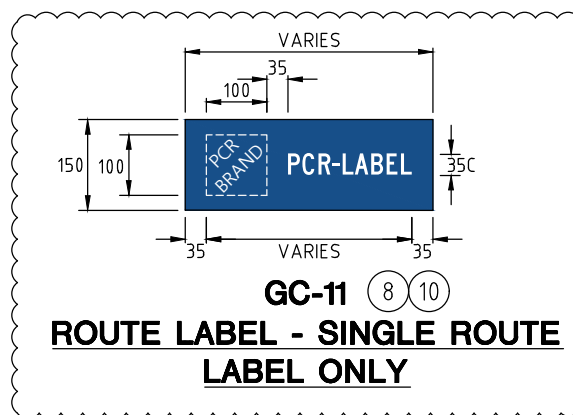 VARIES
35
100
150
100
PCR
BRAND
PCR-LABEL
35C
35
VARIES
35
GC-11 8 10
ROUTE LABEL - SINGLE ROUTE
LABEL ONLY